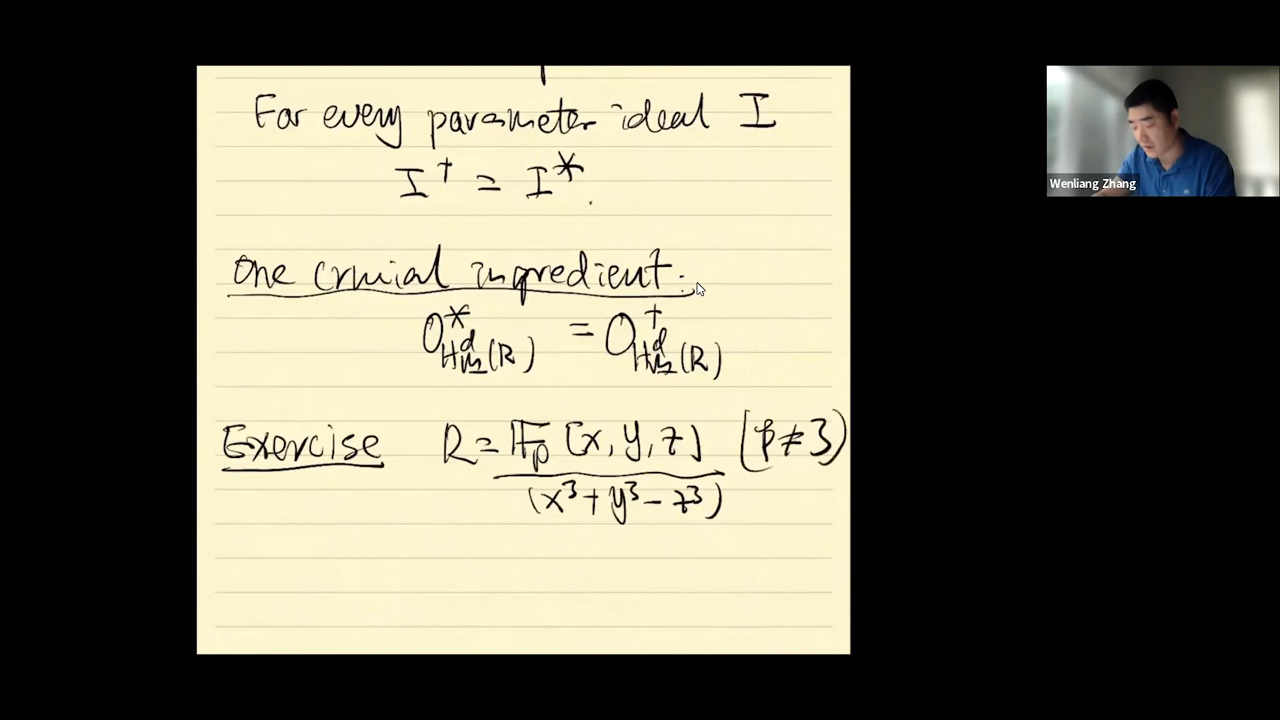 For every parameter ideal I
I⁺ = I*.
One crucial ingredient:
0*_{H^d_m(R)} = 0⁺_{H^d_m(R)}
Exercise R = 𝔽_p[x, y, z] / (x³ + y³ − z³) (p ≠ 3)
Wenliang Zhang